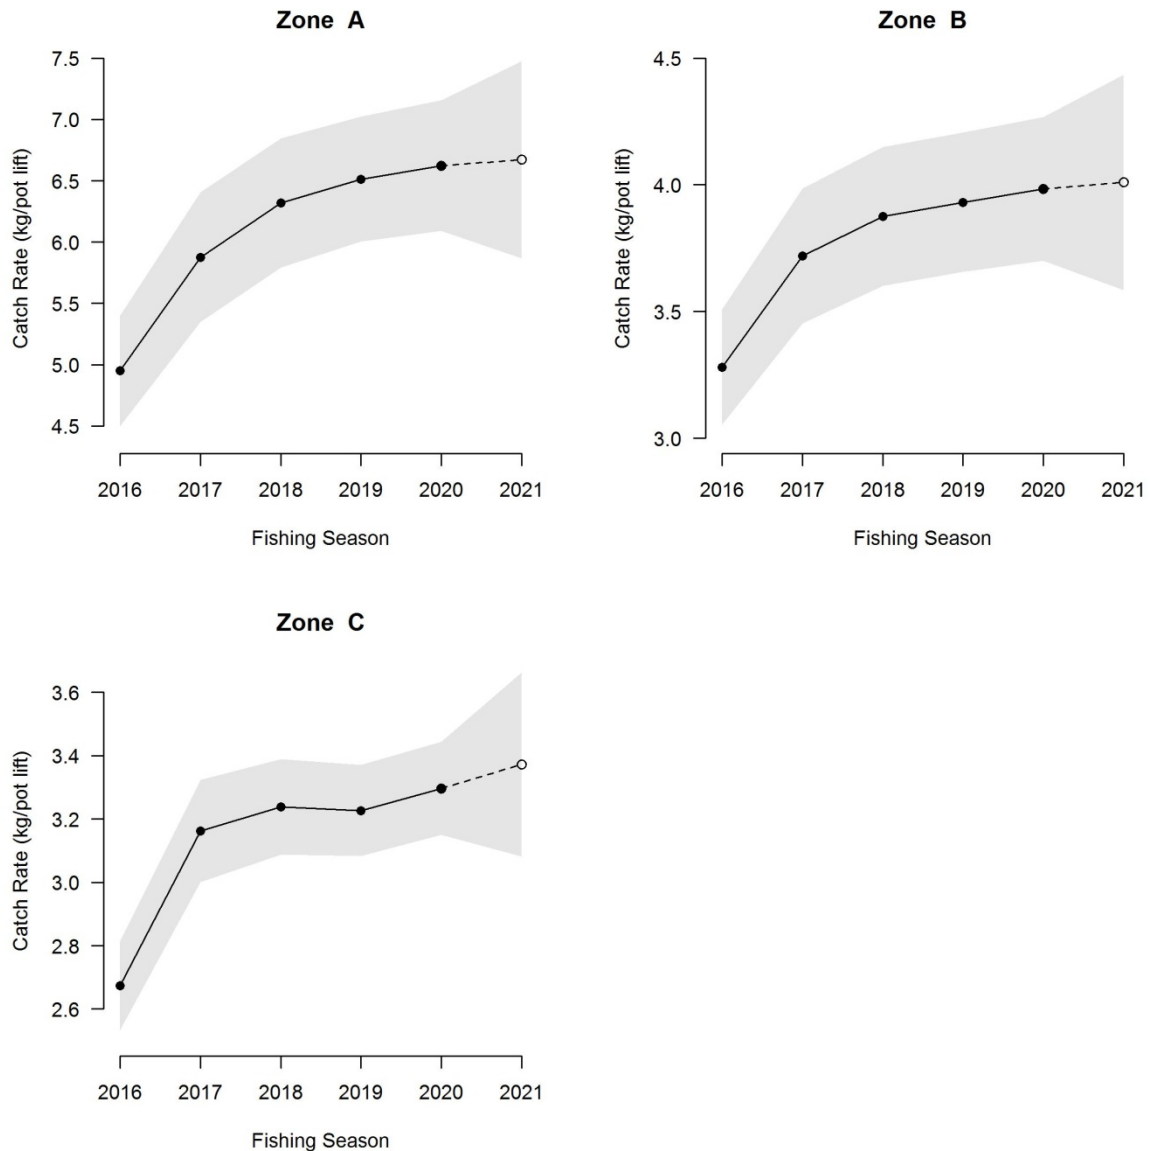 Zone A
Catch Rate (kg/pot lift)
7.5
7.0
6.5
6.0
5.5
5.0
4.5
2016 2017 2018 2019 2020 2021
Fishing Season
Zone B
Catch Rate (kg/pot lift)
4.5
4.0
3.5
3.0
2016 2017 2018 2019 2020 2021
Fishing Season
Zone C
Catch Rate (kg/pot lift)
3.6
3.4
3.2
3.0
2.8
2.6
2016 2017 2018 2019 2020 2021
Fishing Season